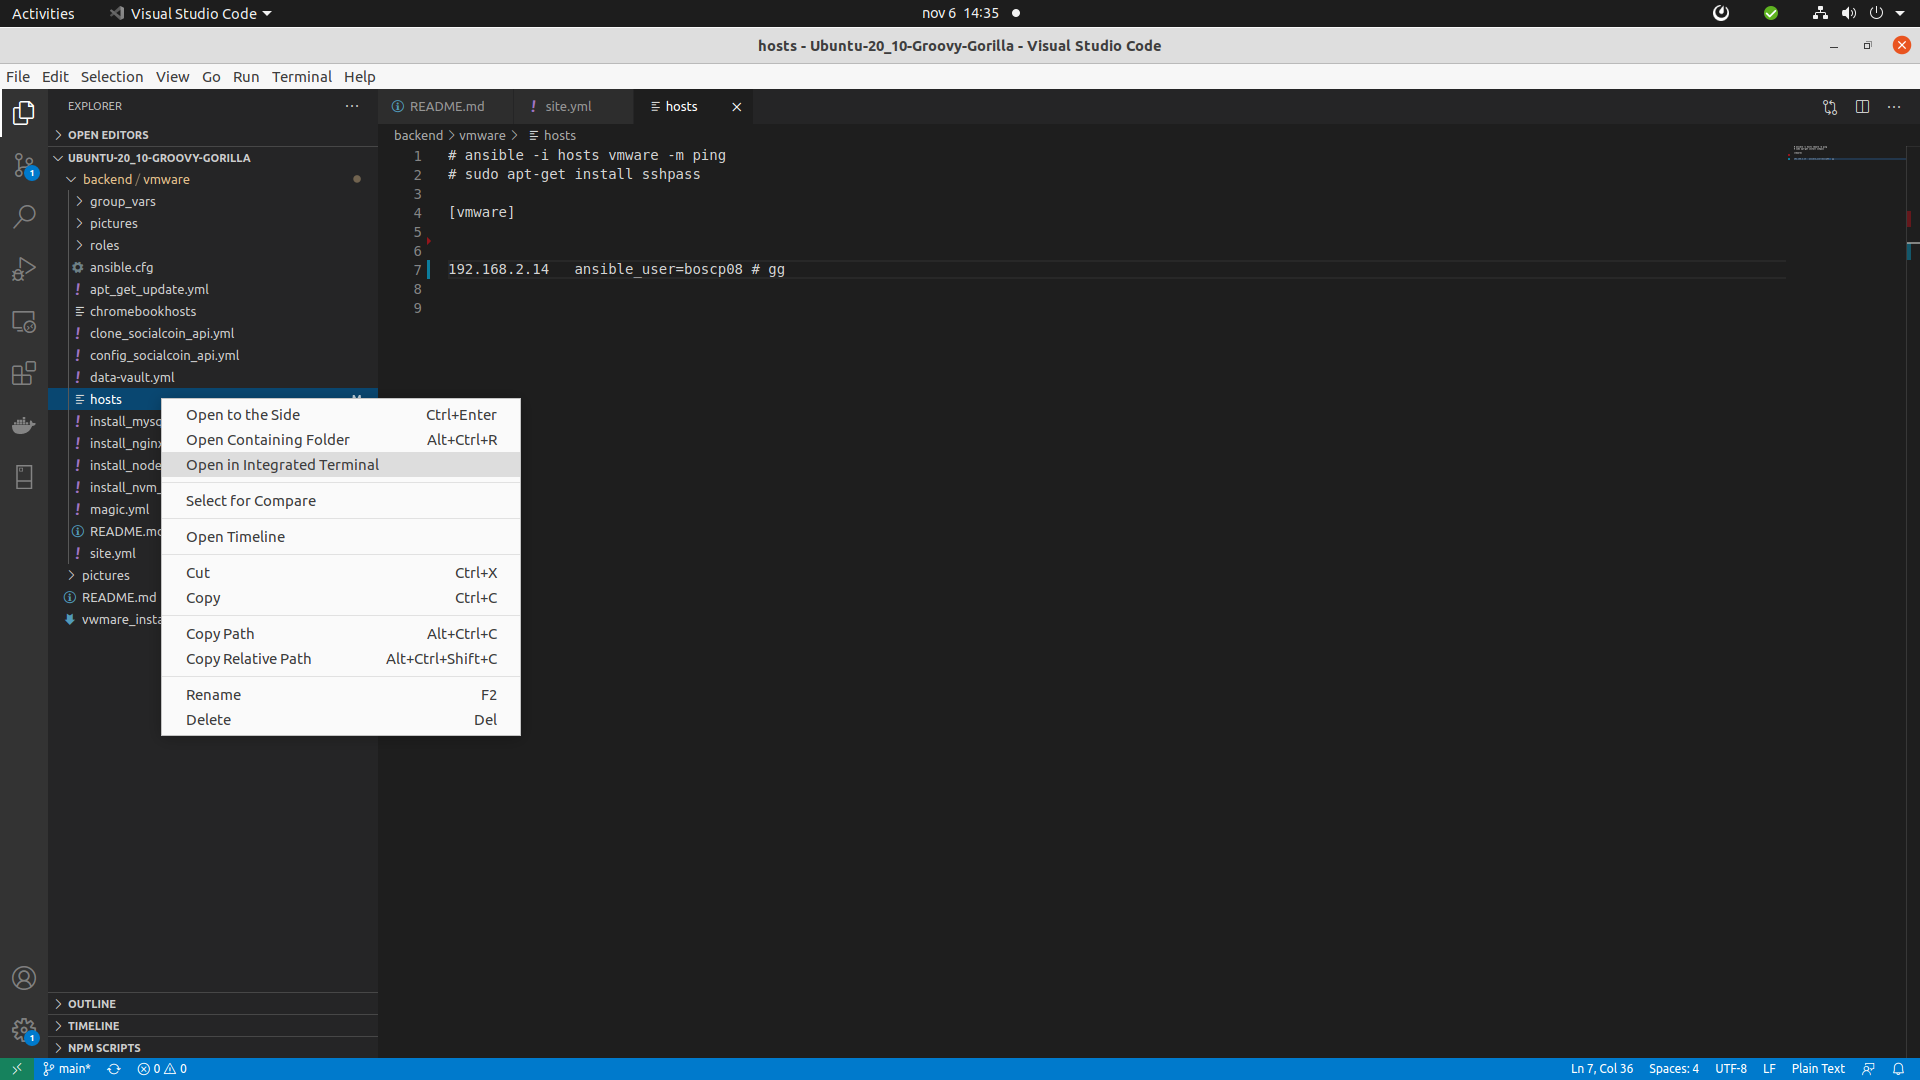 Activities Visual Studio Code nov 6 14:35
hosts - Ubuntu-20_10-Groovy-Gorilla - Visual Studio Code
File Edit Selection View Go Run Terminal Help
EXPLORER
OPEN EDITORS
UBUNTU-20_10-GROOVY-GORILLA
backend / vmware
group_vars
pictures
roles
ansible.cfg
! apt_get_update.yml
chromebookhosts
! clone_socialcoin_api.yml
! config_socialcoin_api.yml
! data-vault.yml
hosts
! install_mysq
! install_nginx
! install_node
! install_nvm_
! magic.yml
README.md
! site.yml
pictures
README.md
vwmare_insta
OUTLINE
TIMELINE
NPM SCRIPTS
1
1
README.md ! site.yml hosts
backend > vmware > hosts
1 # ansible -i hosts vmware -m ping
2 # sudo apt-get install sshpass
3
4 [vmware]
5
6
7 192.168.2.14 ansible_user=boscp08 # gg
8
9
Open to the Side Ctrl+Enter
Open Containing Folder Alt+Ctrl+R
Open in Integrated Terminal
Select for Compare
Open Timeline
Cut Ctrl+X
Copy Ctrl+C
Copy Path Alt+Ctrl+C
Copy Relative Path Alt+Ctrl+Shift+C
Rename F2
Delete Del
main* 0 0 Ln 7, Col 36 Spaces: 4 UTF-8 LF Plain Text